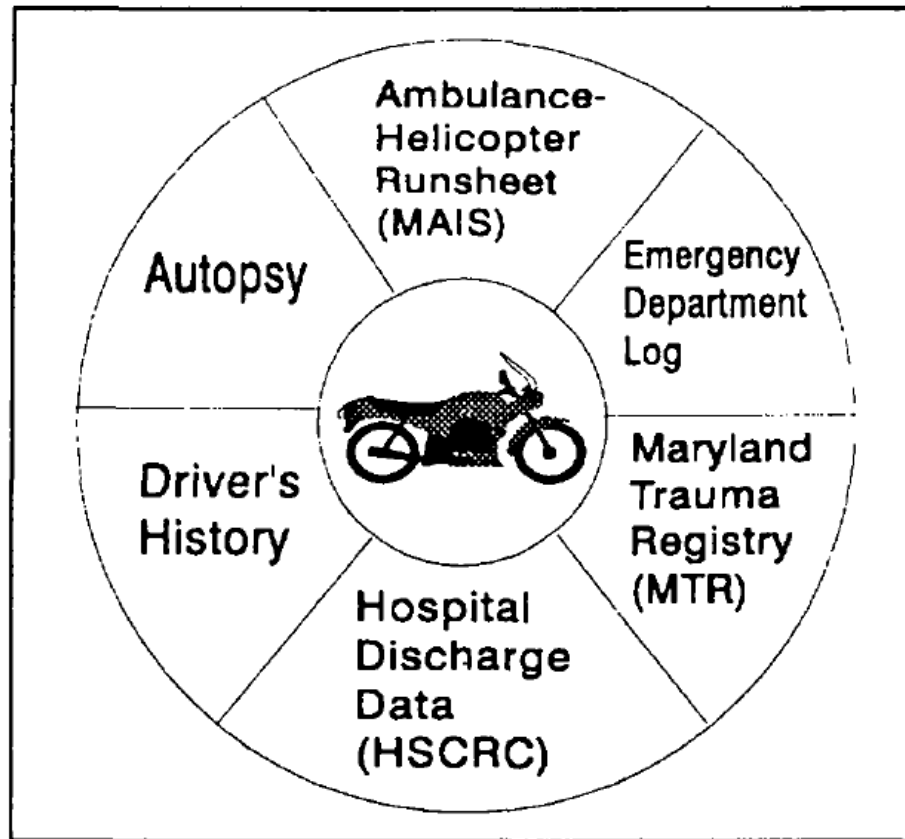 Ambulance-
Helicopter
Runsheet
(MAIS)
Emergency
Department
Log
Maryland
Trauma
Registry
(MTR)
Hospital
Discharge
Data
(HSCRC)
Driver's
History
Autopsy